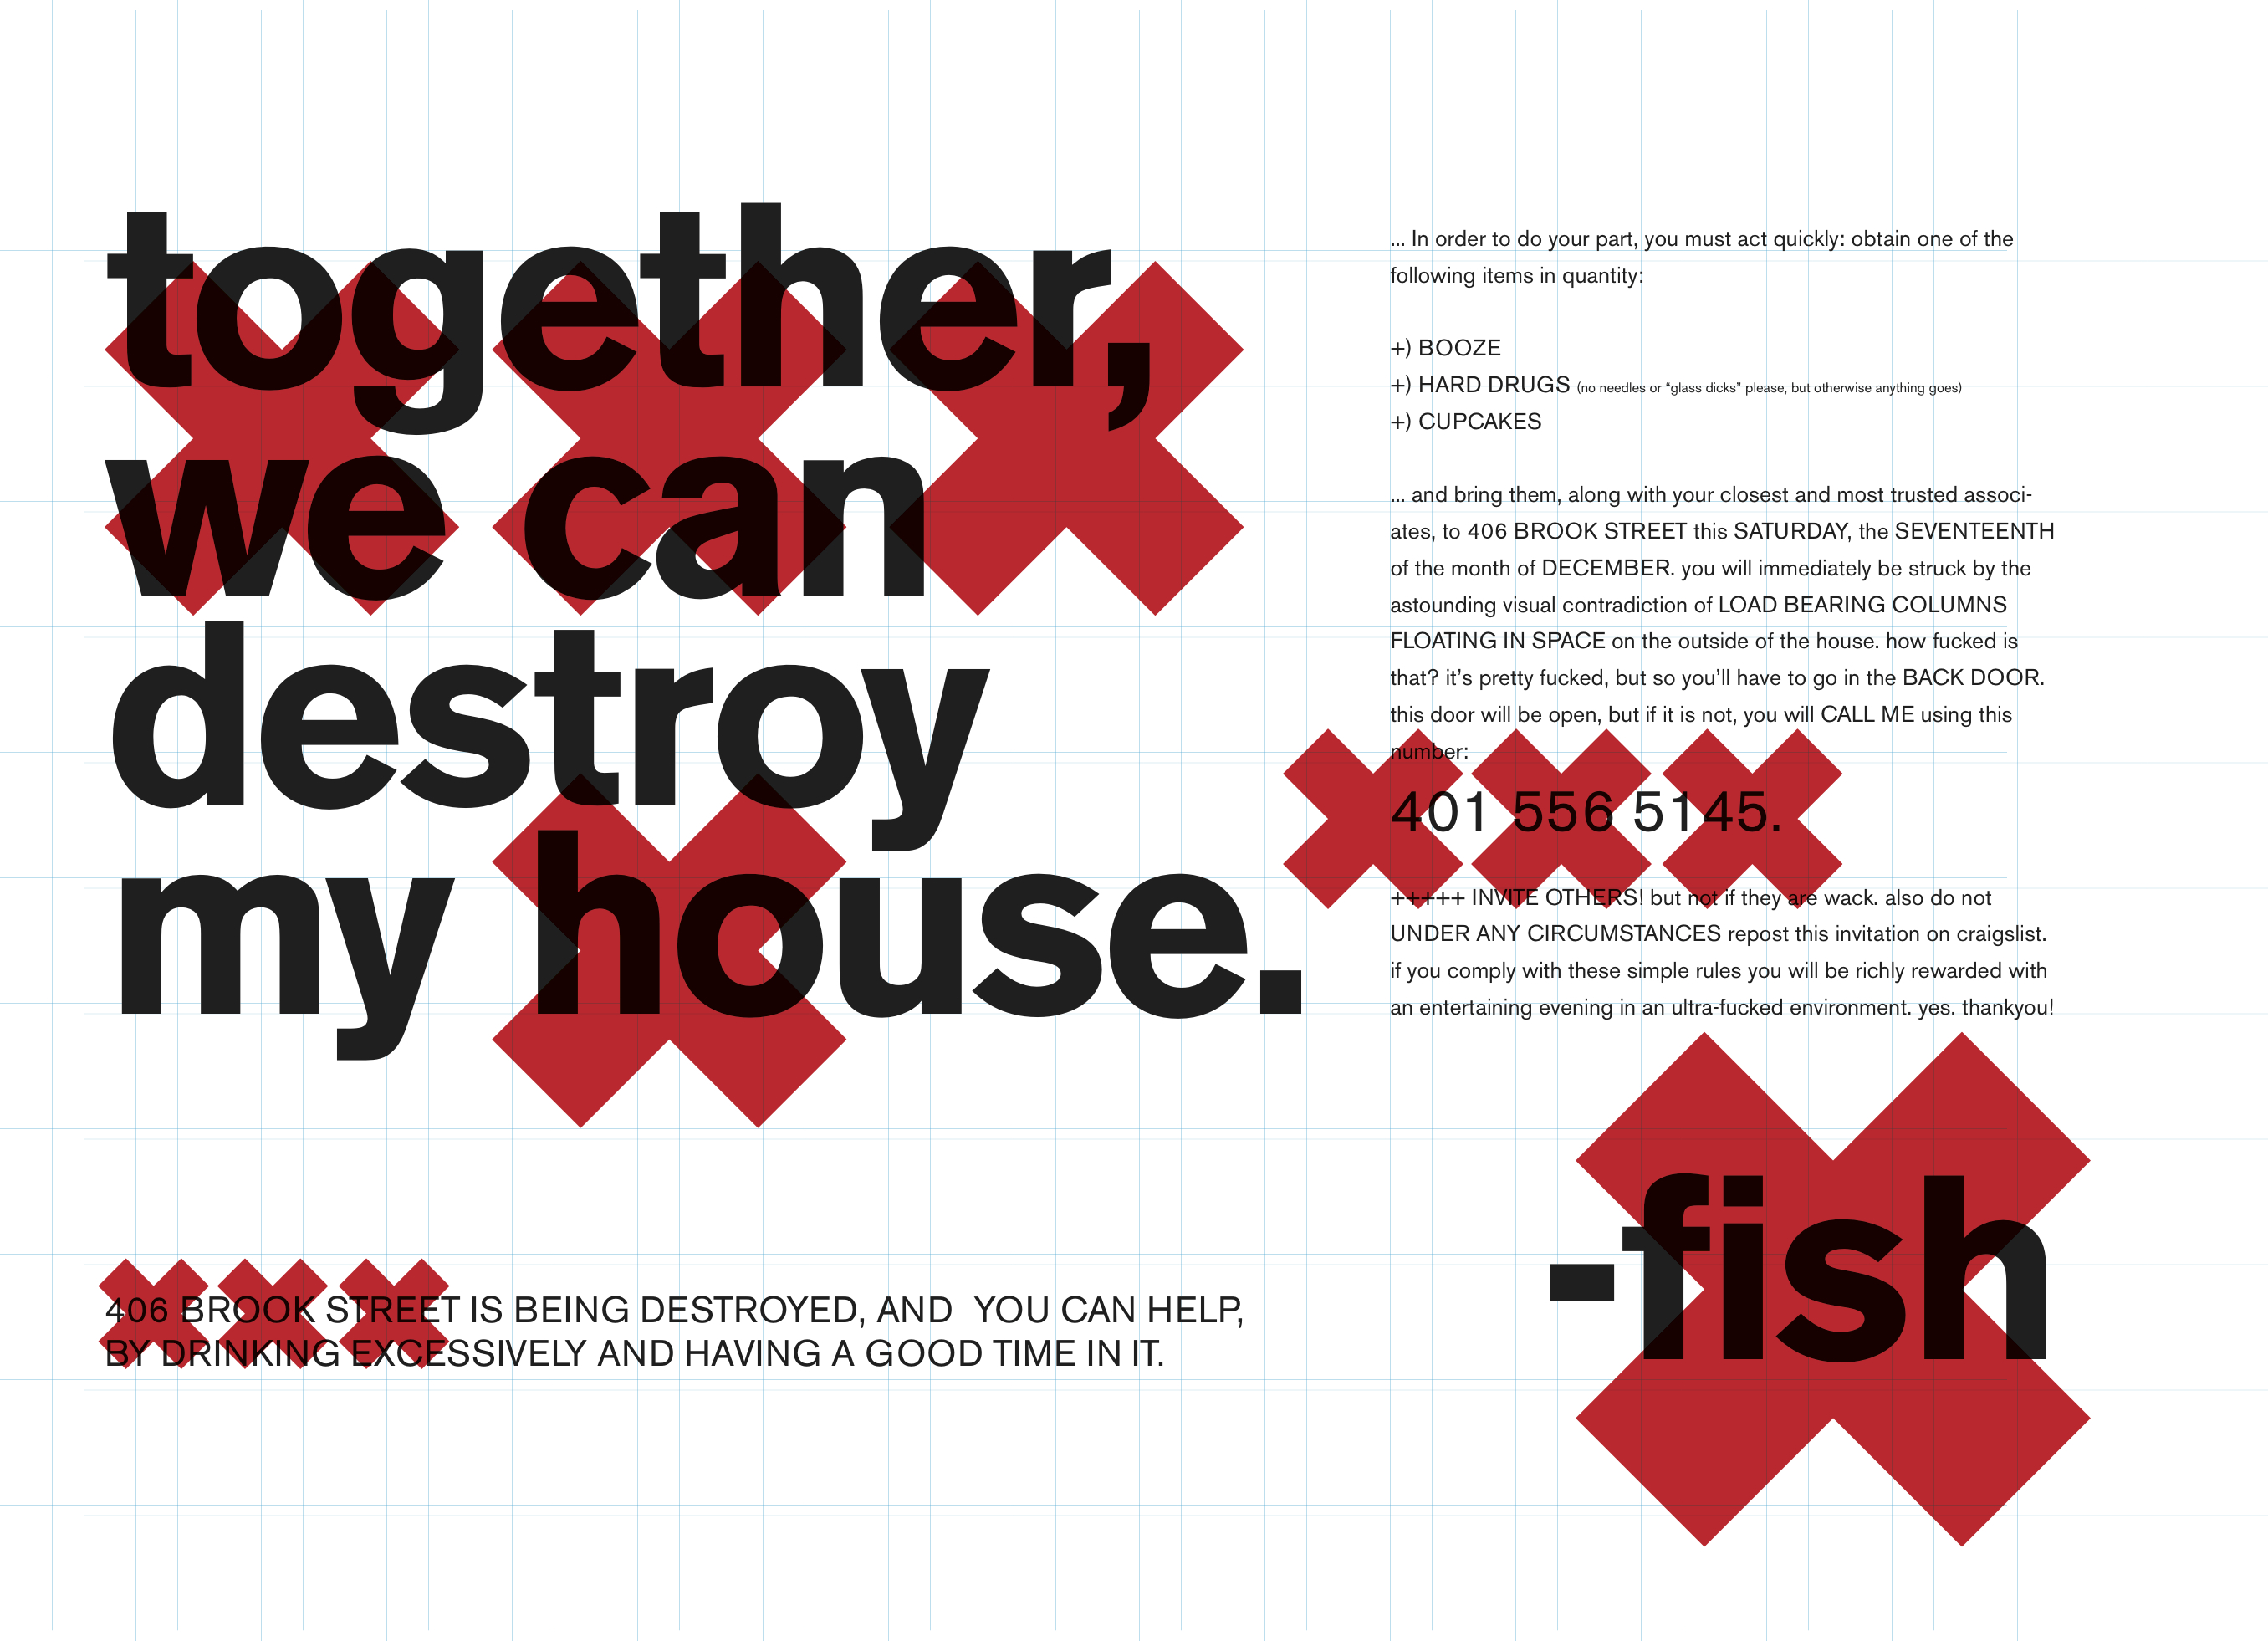 together,
we can
destroy
my house.
406 BROOK STREET IS BEING DESTROYED, AND  YOU CAN HELP,
BY DRINKING EXCESSIVELY AND HAVING A GOOD TIME IN IT.
... In order to do your part, you must act quickly: obtain one of the
following items in quantity:
+) BOOZE
+) HARD DRUGS (no needles or “glass dicks” please, but otherwise anything goes)
+) CUPCAKES
... and bring them, along with your closest and most trusted associ-
ates, to 406 BROOK STREET this SATURDAY, the SEVENTEENTH
of the month of DECEMBER. you will immediately be struck by the
astounding visual contradiction of LOAD BEARING COLUMNS
FLOATING IN SPACE on the outside of the house. how fucked is
that? it’s pretty fucked, but so you’ll have to go in the BACK DOOR.
this door will be open, but if it is not, you will CALL ME using this
number:
401 556 5145.
+++++ INVITE OTHERS! but not if they are wack. also do not
UNDER ANY CIRCUMSTANCES repost this invitation on craigslist.
if you comply with these simple rules you will be richly rewarded with
an entertaining evening in an ultra-fucked environment. yes. thankyou!
-fish